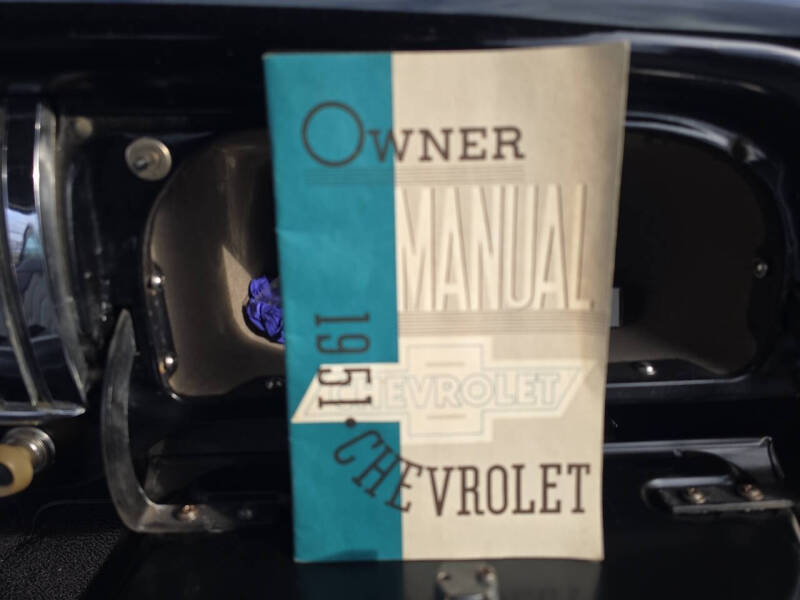 OWNER
MANUAL
CHEVROLET
1951 • CHEVROLET